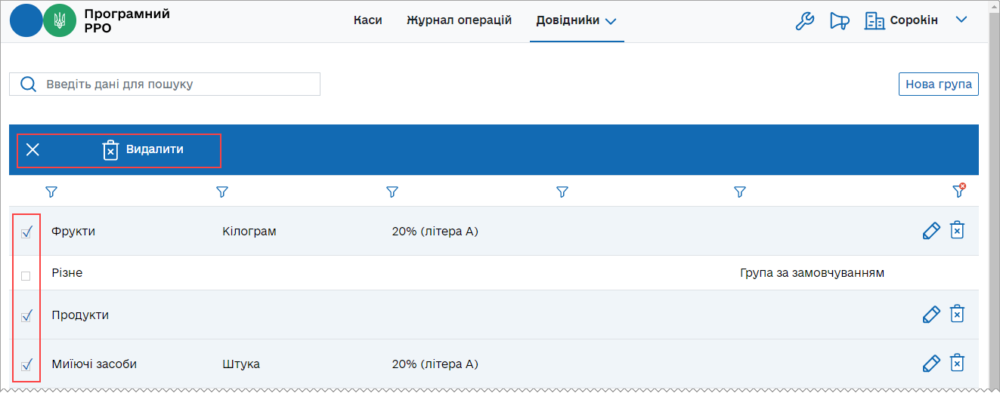 Програмний
РРО
Каси Журнал операцій Довідники Сорокін
Введіть дані для пошуку Нова група
Видалити
Фрукти Кілограм 20% (літера А)
Різне Група за замовчуванням
Продукти
Миїючі засоби Штука 20% (літера А)